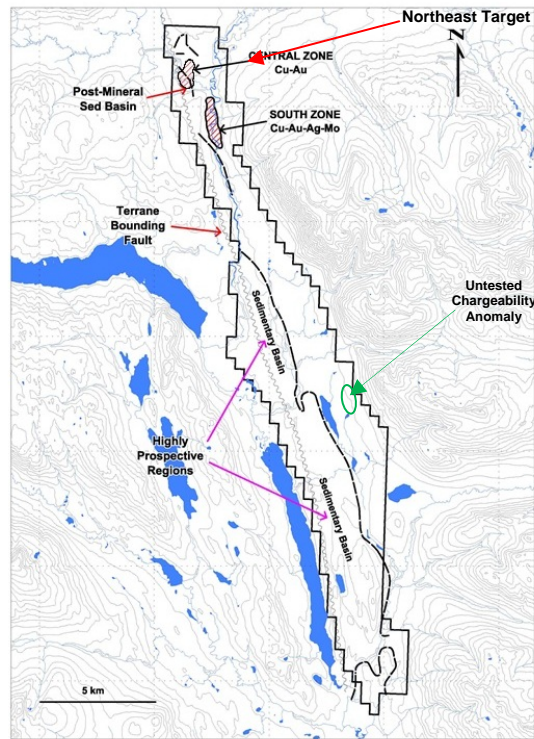 Northeast Target
N
CENTRAL ZONE
Cu-Au
Post-Mineral
Sed Basin
SOUTH ZONE
Cu-Au-Ag-Mo
Terrane
Bounding
Fault
Untested
Chargeability
Anomaly
Sedimentary Basin
Highly
Prospective
Regions
Sedimentary Basin
5 km